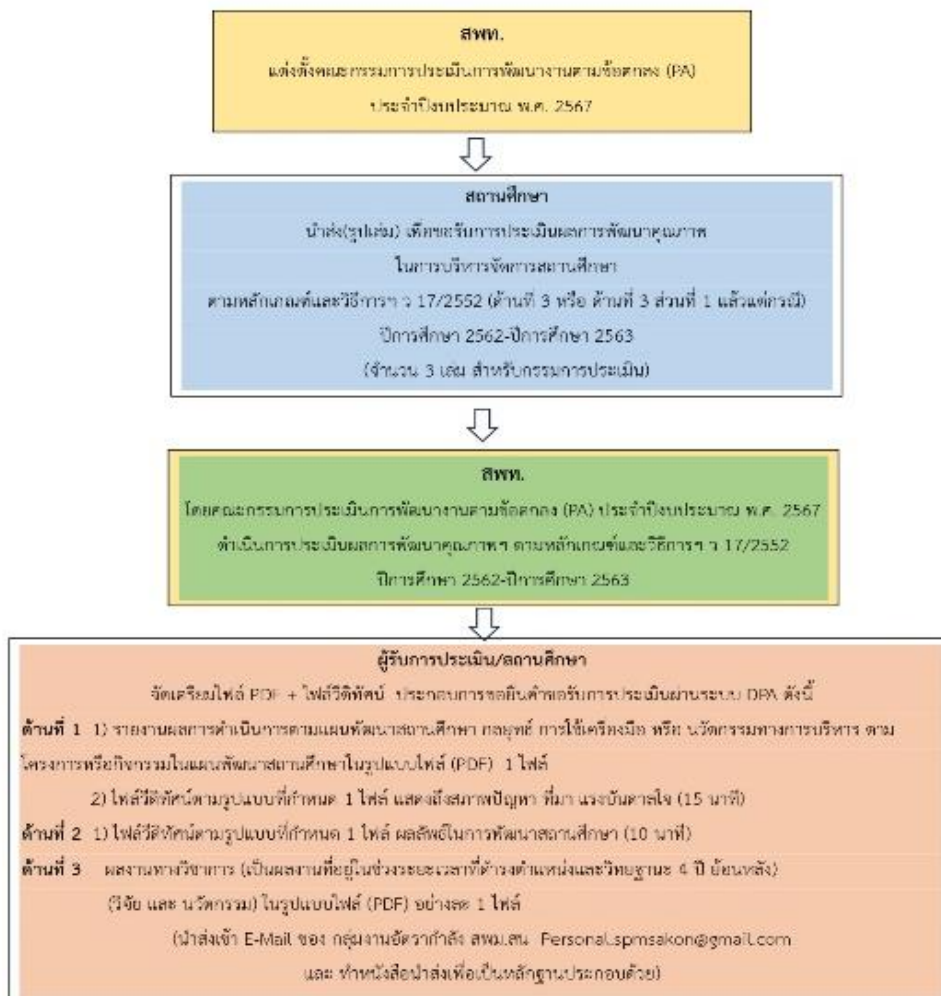 สพท.
แต่งตั้งคณะกรรมการประเมินการพัฒนางานตามข้อตกลง (PA)
ประจำปีงบประมาณ พ.ศ. 2567
สถานศึกษา
นำส่ง(รูปเล่ม) เพื่อขอรับการประเมินผลการพัฒนาคุณภาพ
ในการบริหารจัดการสถานศึกษา
ตามหลักเกณฑ์และวิธีการฯ ว 17/2552 (ด้านที่ 3 หรือ ด้านที่ 3 ส่วนที่ 1 แล้วแต่กรณี)
ปีการศึกษา 2562-ปีการศึกษา 2563
(จำนวน 3 เล่ม สำหรับกรรมการประเมิน)
สพท.
โดยคณะกรรมการประเมินการพัฒนางานตามข้อตกลง (PA) ประจำปีงบประมาณ พ.ศ. 2567
ดำเนินการประเมินผลการพัฒนาคุณภาพฯ ตามหลักเกณฑ์และวิธีการฯ ว 17/2552
ปีการศึกษา 2562-ปีการศึกษา 2563
ผู้รับการประเมิน/สถานศึกษา
จัดเตรียมไฟล์ PDF + ไฟล์วีดิทัศน์ ประกอบการขอยื่นคำขอรับการประเมินผ่านระบบ DPA ดังนี้
ด้านที่ 1 1) รายงานผลการดำเนินการตามแผนพัฒนาสถานศึกษา กลยุทธ์ การใช้เครื่องมือ หรือ นวัตกรรมทางการบริหาร ตาม
โครงการหรือกิจกรรมในแผนพัฒนาสถานศึกษาในรูปแบบไฟล์ (PDF) 1 ไฟล์
2) ไฟล์วีดิทัศน์ตามรูปแบบที่กำหนด 1 ไฟล์ แสดงถึงสภาพปัญหา ที่มา แรงบันดาลใจ (15 นาที)
ด้านที่ 2 1) ไฟล์วีดิทัศน์ตามรูปแบบที่กำหนด 1 ไฟล์ ผลลัพธ์ในการพัฒนาสถานศึกษา (10 นาที)
ด้านที่ 3 ผลงานทางวิชาการ (เป็นผลงานที่อยู่ในช่วงระยะเวลาที่ดำรงตำแหน่งและวิทยฐานะ 4 ปี ย้อนหลัง)
(วิจัย และ นวัตกรรม) ในรูปแบบไฟล์ (PDF) อย่างละ 1 ไฟล์
(นำส่งเข้า E-Mail ของ กลุ่มงานอัตรากำลัง สพม.สน Personal.spmsakon@gmail.com
และ ทำหนังสือนำส่งเพื่อเป็นหลักฐานประกอบด้วย)